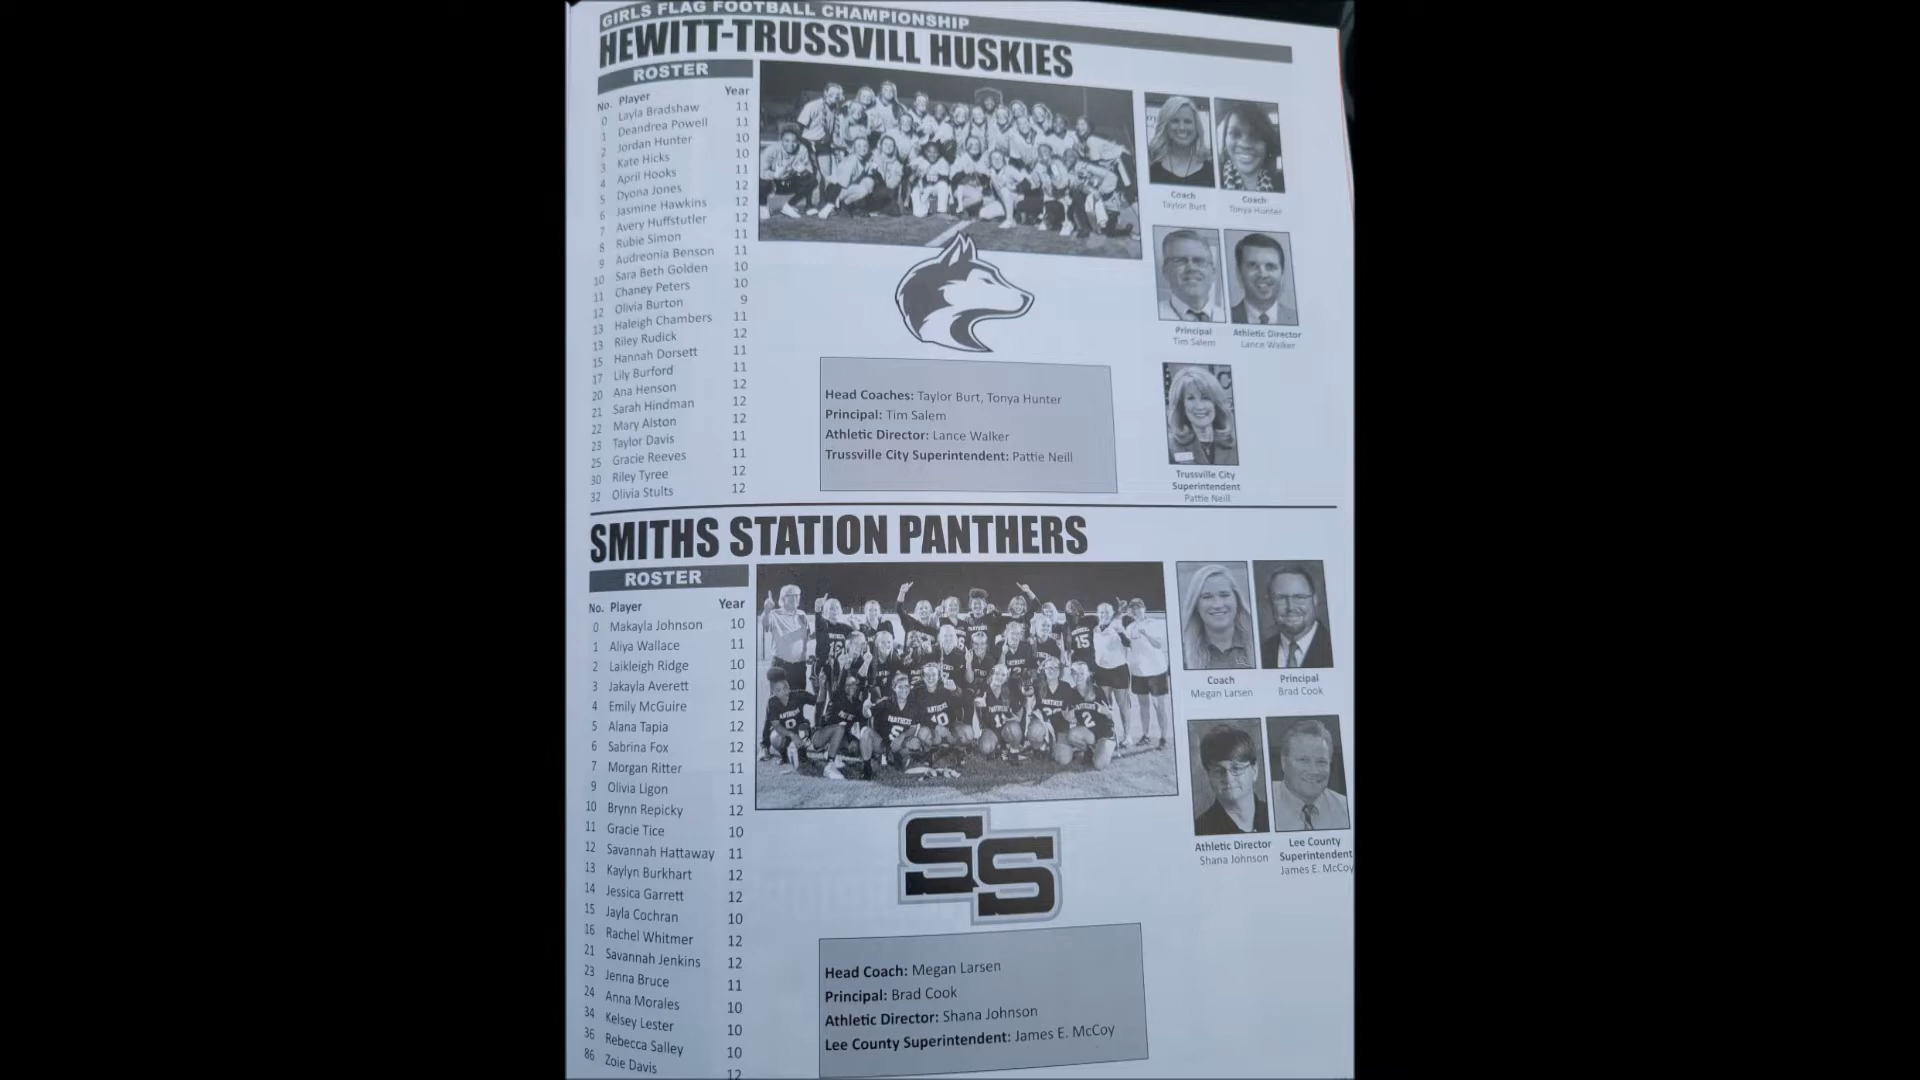 GIRLS FLAG FOOTBALL CHAMPIONSHIP
HEWITT-TRUSSVILL HUSKIES
ROSTER
No. Player Year
0 Layla Bradshaw 11
1 Deandrea Powell 11
2 Jordan Hunter 10
3 Kate Hicks 10
4 April Hooks 11
5 Dyona Jones 12
6 Jasmine Hawkins 12
7 Avery Huffstutler 12
8 Rubie Simon 11
9 Audreonia Benson 11
10 Sara Beth Golden 10
11 Chaney Peters 10
12 Olivia Burton 9
13 Haleigh Chambers 11
13 Riley Rudick 12
15 Hannah Dorsett 11
17 Lily Burford 11
20 Ana Henson 12
21 Sarah Hindman 12
22 Mary Alston 12
23 Taylor Davis 11
25 Gracie Reeves 11
30 Riley Tyree 12
32 Olivia Stults 12
Coach
Taylor Burt
Coach
Tonya Hunter
Principal
Tim Salem
Athletic Director
Lance Walker
Trussville City
Superintendent
Pattie Neill
Head Coaches: Taylor Burt, Tonya Hunter
Principal: Tim Salem
Athletic Director: Lance Walker
Trussville City Superintendent: Pattie Neill
SMITHS STATION PANTHERS
ROSTER
No. Player Year
0 Makayla Johnson 10
1 Aliya Wallace 11
2 Laikleigh Ridge 10
3 Jakayla Averett 10
4 Emily McGuire 12
5 Alana Tapia 12
6 Sabrina Fox 12
7 Morgan Ritter 11
9 Olivia Ligon 11
10 Brynn Repicky 12
11 Gracie Tice 10
12 Savannah Hattaway 11
13 Kaylyn Burkhart 12
14 Jessica Garrett 12
15 Jayla Cochran 10
16 Rachel Whitmer 12
21 Savannah Jenkins 12
23 Jenna Bruce 11
24 Anna Morales 10
34 Kelsey Lester 10
36 Rebecca Salley 10
86 Zoie Davis 12
15
10
2
SS
Coach
Megan Larsen
Principal
Brad Cook
Athletic Director
Shana Johnson
Lee County
Superintendent
James E. McCoy
Head Coach: Megan Larsen
Principal: Brad Cook
Athletic Director: Shana Johnson
Lee County Superintendent: James E. McCoy